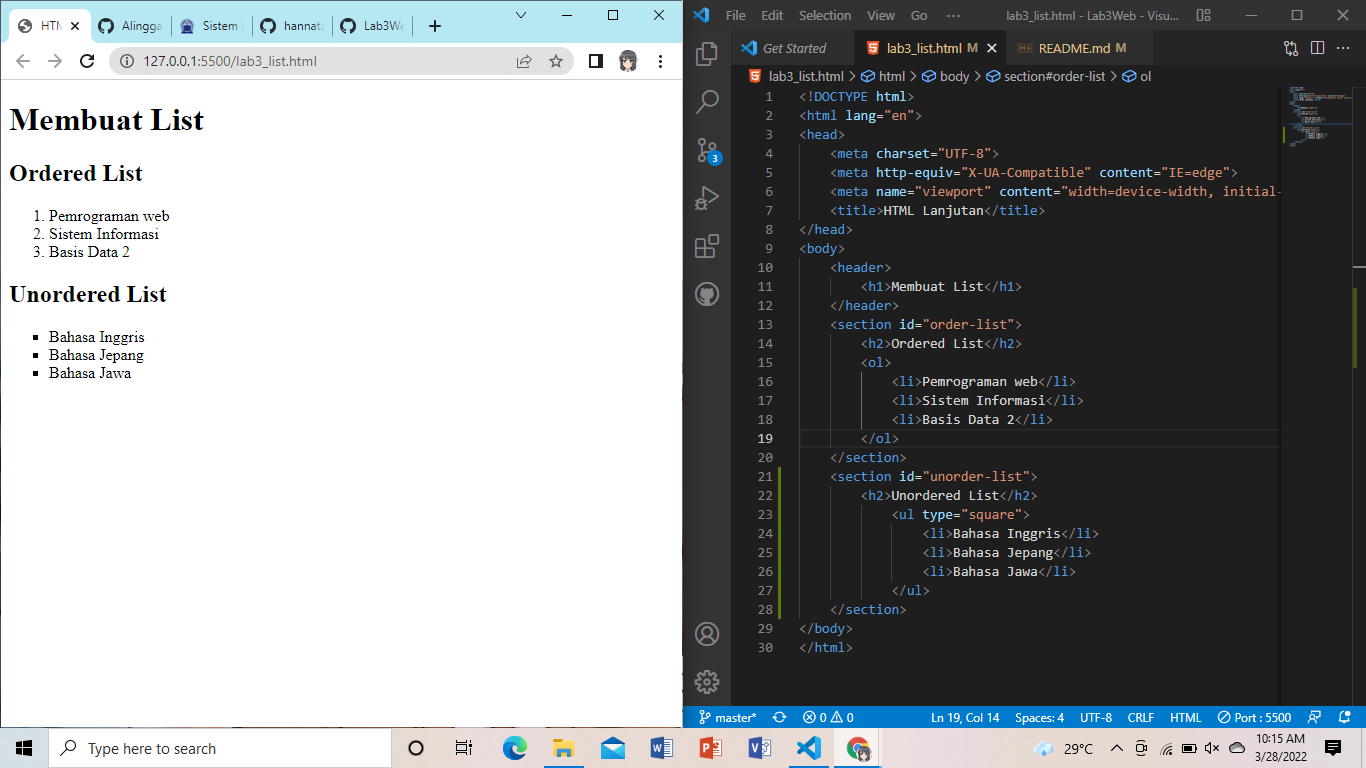 HTM
Alingga
Sistem
hannata
Lab3We
127.0.0.1:5500/lab3_list.html
Membuat List
Ordered List
1. Pemrograman web
2. Sistem Informasi
3. Basis Data 2
Unordered List
Bahasa Inggris
Bahasa Jepang
Bahasa Jawa
File Edit Selection View Go ··· lab3_list.html - Lab3Web - Visu...
Get Started
lab3_list.html M
README.md M
lab3_list.html > html > body > section#order-list > ol
3
1 <!DOCTYPE html>
2 <html lang="en">
3 <head>
4 <meta charset="UTF-8">
5 <meta http-equiv="X-UA-Compatible" content="IE=edge">
6 <meta name="viewport" content="width=device-width, initial-
7 <title>HTML Lanjutan</title>
8 </head>
9 <body>
10 <header>
11 <h1>Membuat List</h1>
12 </header>
13 <section id="order-list">
14 <h2>Ordered List</h2>
15 <ol>
16 <li>Pemrograman web</li>
17 <li>Sistem Informasi</li>
18 <li>Basis Data 2</li>
19 </ol>
20 </section>
21 <section id="unorder-list">
22 <h2>Unordered List</h2>
23 <ul type="square">
24 <li>Bahasa Inggris</li>
25 <li>Bahasa Jepang</li>
26 <li>Bahasa Jawa</li>
27 </ul>
28 </section>
29 </body>
30 </html>
master* 0 0 Ln 19, Col 14 Spaces: 4 UTF-8 CRLF HTML Port : 5500
Type here to search
29°C
10:15 AM
3/28/2022